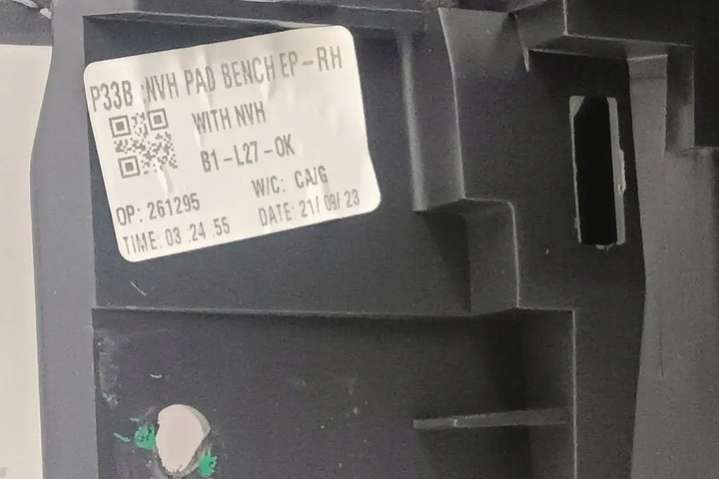 P33B :NVH PAD BENCH EP-RH
WITH NVH
B1-L27-OK
OP: 261295
W/C: CA/G
TIME: 03 :24 :55
DATE: 21/ 09/ 23